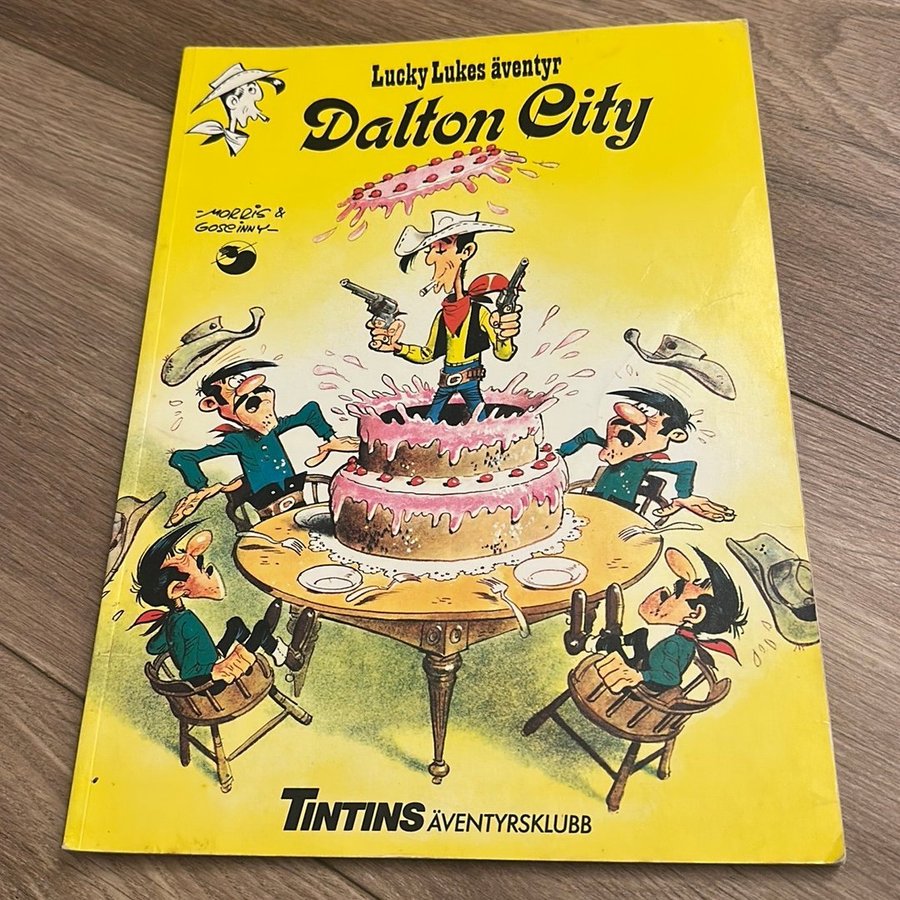 Lucky Lukes äventyr
Dalton City
-MORRIS &
GOSCINNY-
TINTINS ÄVENTYRSKLUBB